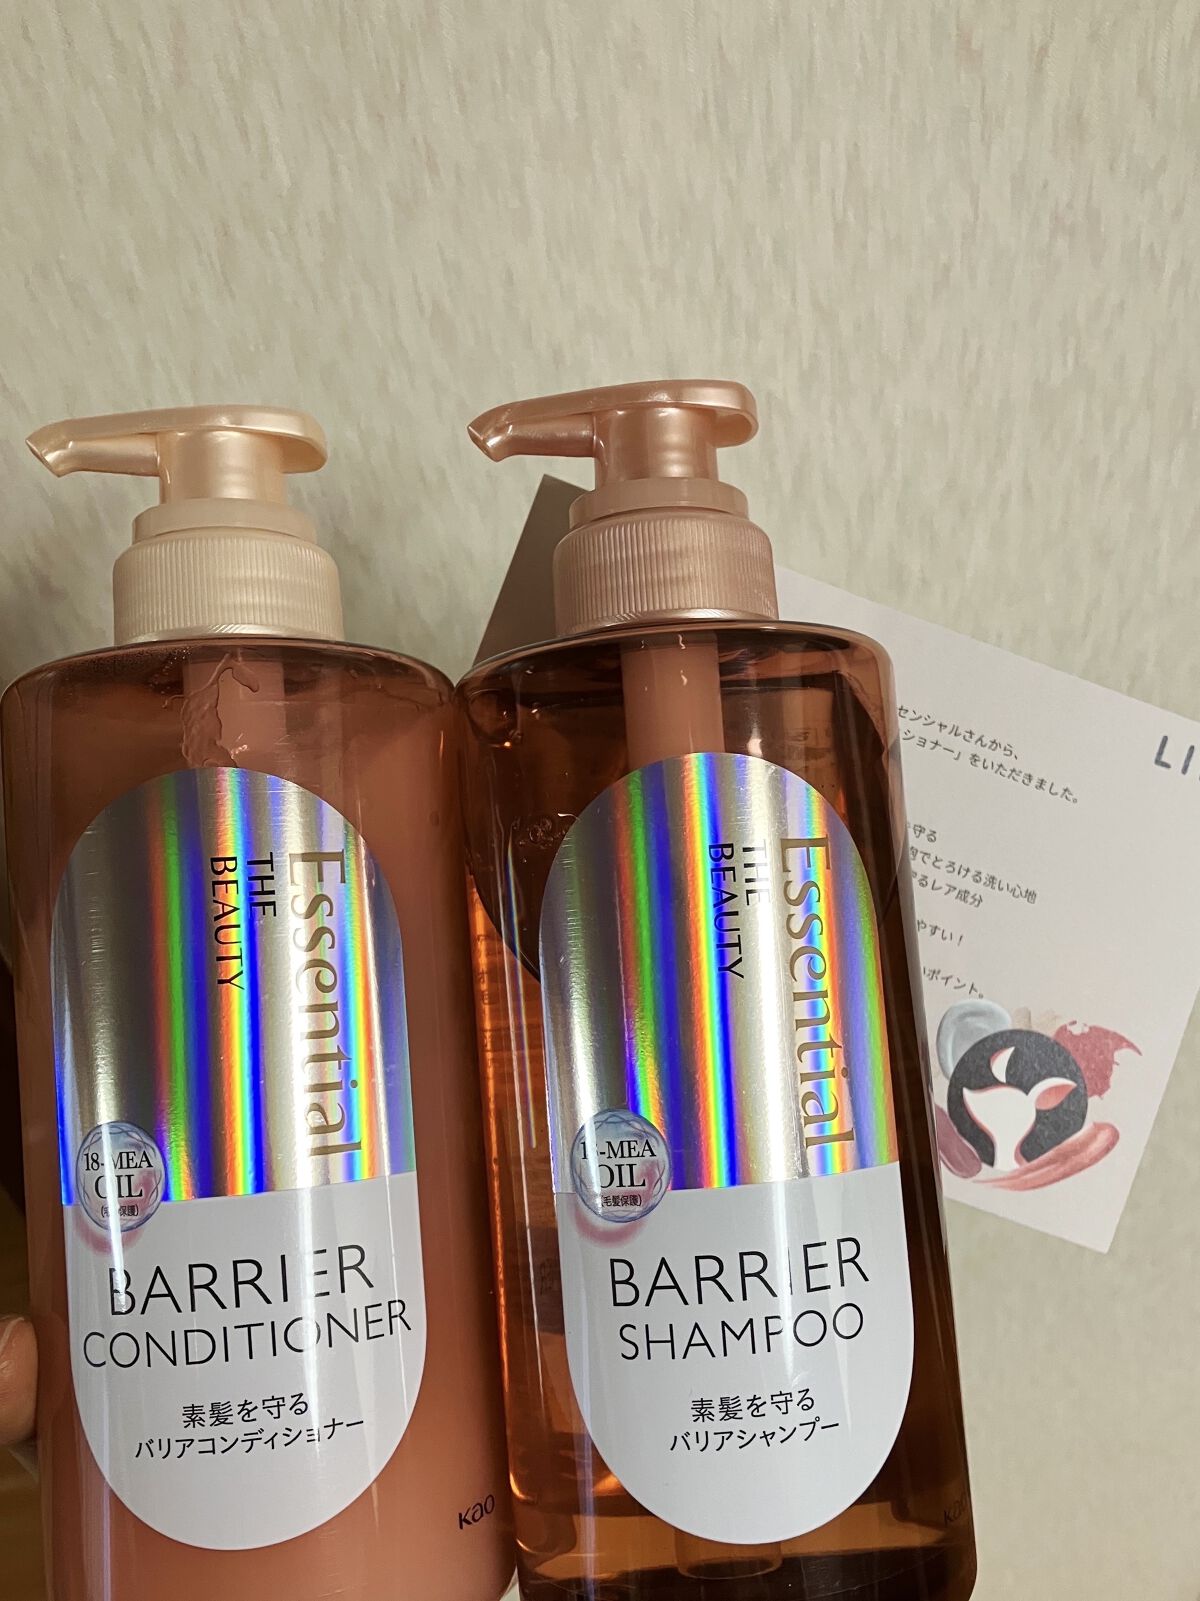 Essential
THE
BEAUTY
18-MEA
OIL
(毛髪保護)
BARRIER
CONDITIONER
素髪を守る
バリアコンディショナー
Kao
Essential
THE
BEAUTY
18-MEA
OIL
(毛髪保護)
BARRIER
SHAMPOO
素髪を守る
バリアシャンプー
Kao
LI
センシャルさんから、
ショナー」をいただきました。
守る
でとろける洗い心地
るレア成分
やすい！
ポイント。